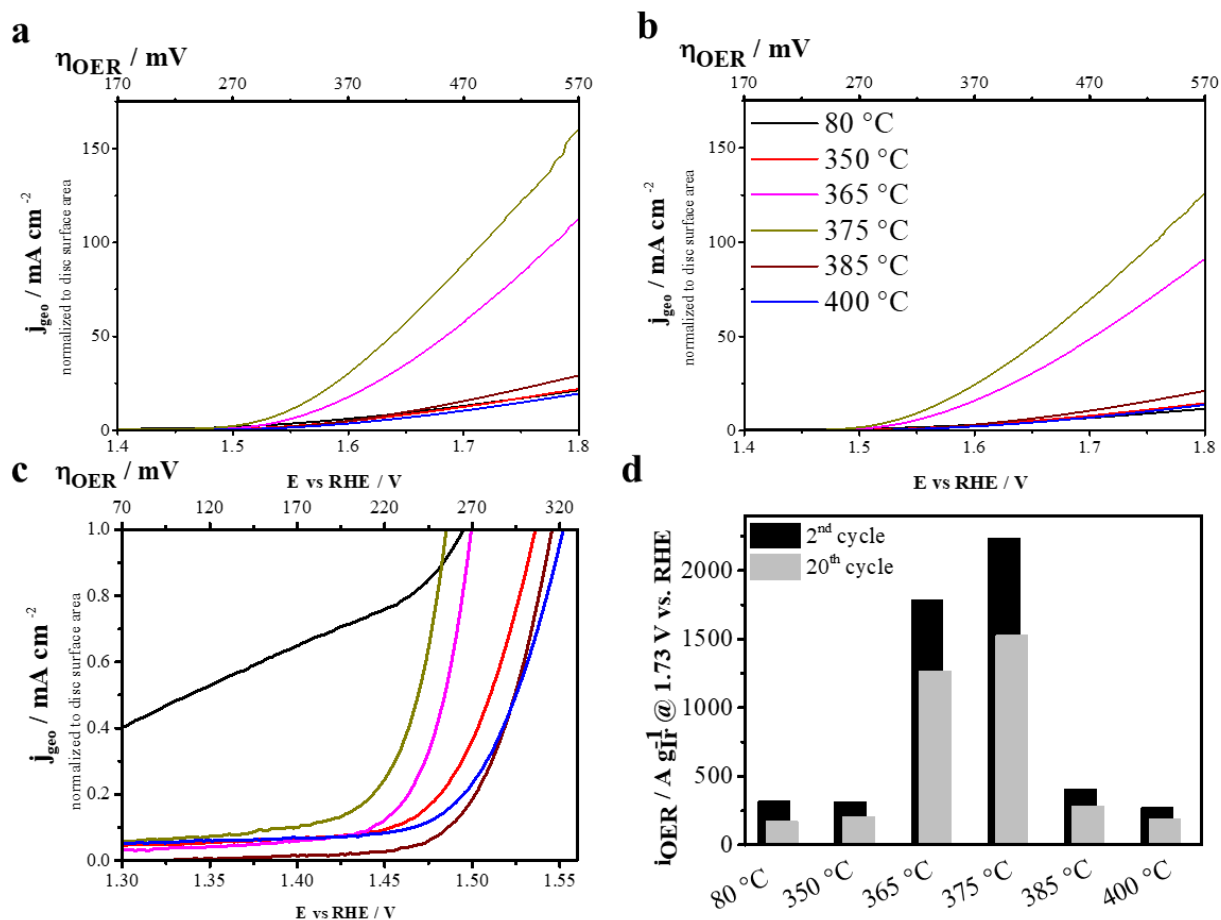 a
ηOER / mV
170 270 370 470 570
jgeo / mA cm-2
normalized to disc surface area
150
100
50
0
1.4 1.5 1.6 1.7 1.8
E vs RHE / V
b
ηOER / mV
170 270 370 470 570
jgeo / mA cm-2
normalized to disc surface area
150
100
50
0
80 °C
350 °C
365 °C
375 °C
385 °C
400 °C
1.4 1.5 1.6 1.7 1.8
E vs RHE / V
c
ηOER / mV
70 120 170 220 270 320
jgeo / mA cm-2
normalized to disc surface area
1.0
0.8
0.6
0.4
0.2
0.0
1.30 1.35 1.40 1.45 1.50 1.55
E vs RHE / V
d
iOER / A gIr-1 @ 1.73 V vs. RHE
2nd cycle
20th cycle
2000
1500
1000
500
0
80 °C 350 °C 365 °C 375 °C 385 °C 400 °C